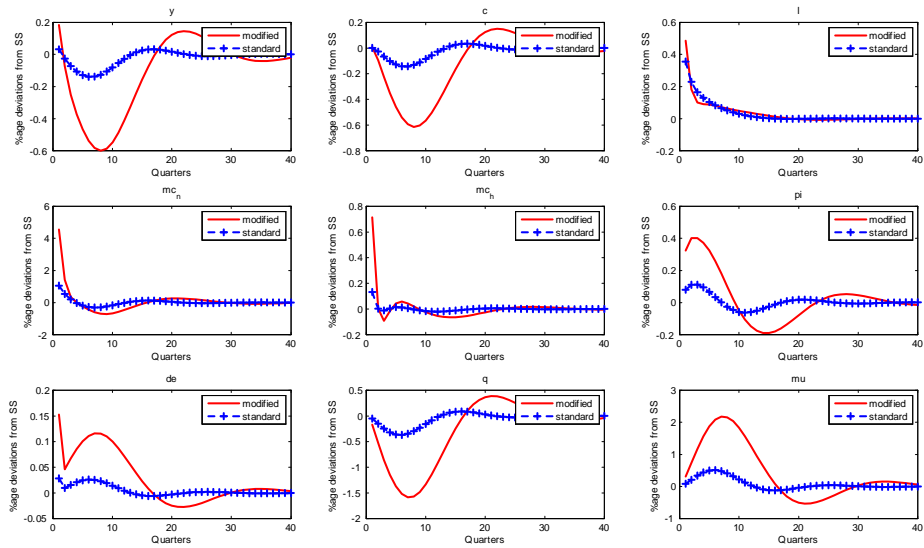 y
0.2
0
-0.2
-0.4
-0.6
%age deviations from SS
0 10 20 30 40
Quarters
modified
standard
c
0.2
0
-0.2
-0.4
-0.6
-0.8
%age deviations from SS
0 10 20 30 40
Quarters
modified
standard
l
0.6
0.4
0.2
0
-0.2
%age deviations from SS
0 10 20 30 40
Quarters
modified
standard
mc_n
6
4
2
0
-2
%age deviations from SS
0 10 20 30 40
Quarters
modified
standard
mc_h
0.8
0.6
0.4
0.2
0
-0.2
%age deviations from SS
0 10 20 30 40
Quarters
modified
standard
pi
0.6
0.4
0.2
0
-0.2
%age deviations from SS
0 10 20 30 40
Quarters
modified
standard
de
0.2
0.15
0.1
0.05
0
-0.05
%age deviations from SS
0 10 20 30 40
Quarters
modified
standard
q
0.5
0
-0.5
-1
-1.5
-2
%age deviations from SS
0 10 20 30 40
Quarters
modified
standard
mu
3
2
1
0
-1
%age deviations from SS
0 10 20 30 40
Quarters
modified
standard